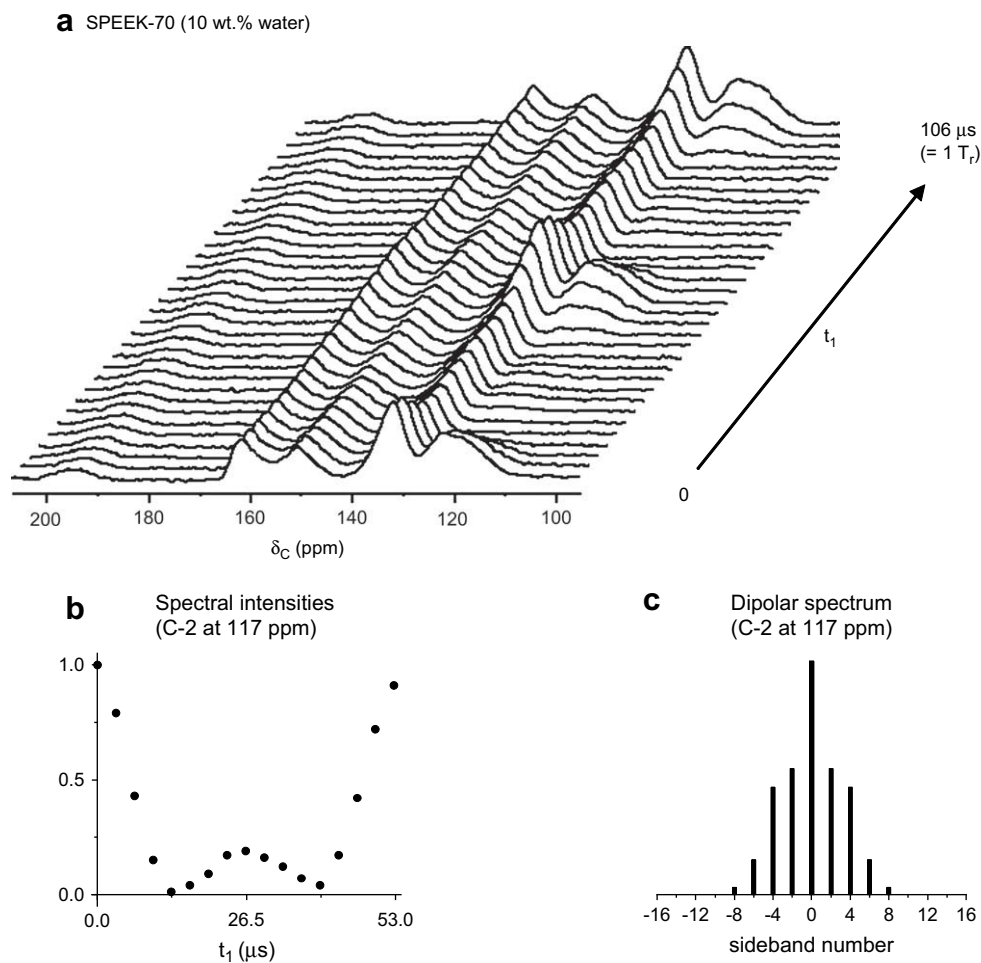 a SPEEK-70 (10 wt.% water)
106 μs
(= 1 Tr)
t1
0
200 180 160 140 120 100
δC (ppm)
b Spectral intensities
(C-2 at 117 ppm)
1.0
0.5
0.0
0.0 26.5 53.0
t1 (μs)
c Dipolar spectrum
(C-2 at 117 ppm)
-16 -12 -8 -4 0 4 8 12 16
sideband number